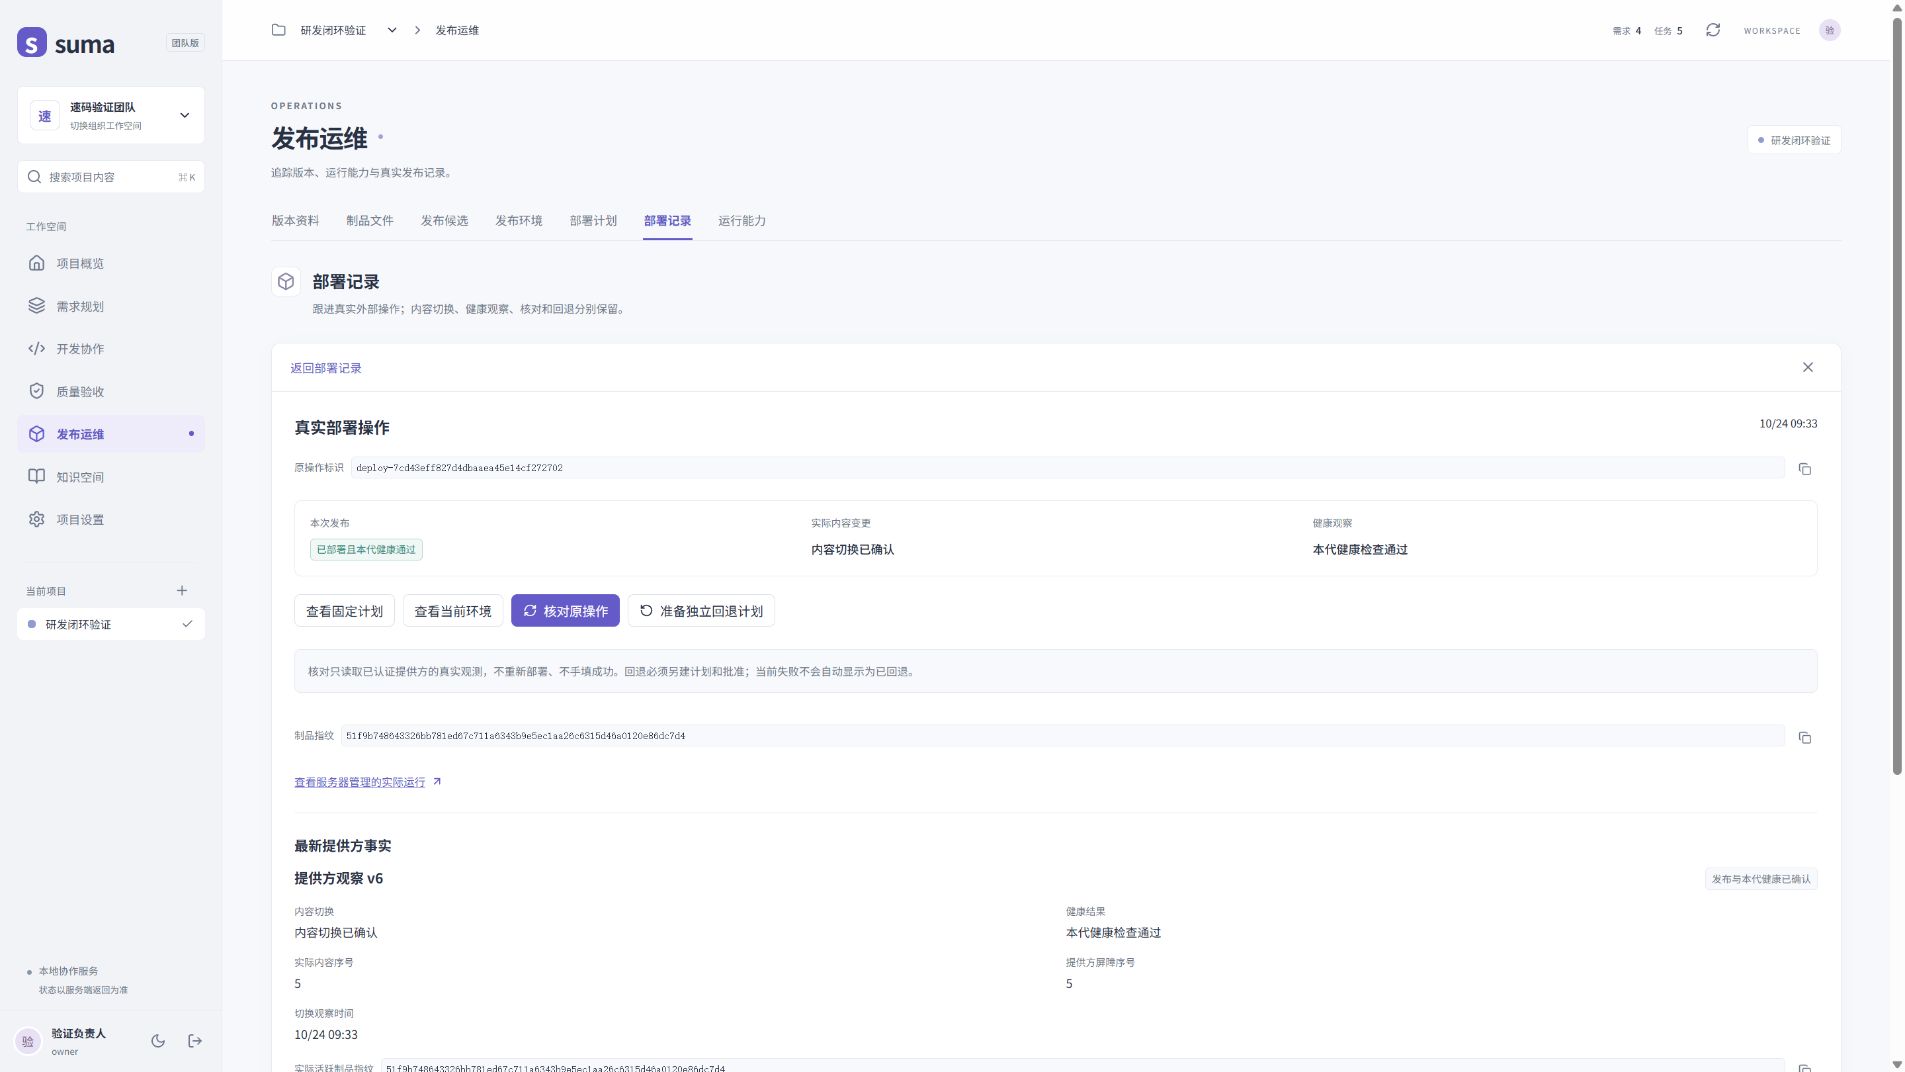 S suma 团队版
速 速码验证团队
切换组织工作空间
搜索项目内容 ⌘K
工作空间
项目概览
需求规划
开发协作
质量验收
发布运维
知识空间
项目设置
当前项目
研发闭环验证
本地协作服务
状态以服务端返回为准
验 验证负责人
owner
研发闭环验证 发布运维
需求 4 任务 5 WORKSPACE 验
OPERATIONS
发布运维
研发闭环验证
追踪版本、运行能力与真实发布记录。
版本资料 制品文件 发布候选 发布环境 部署计划 部署记录 运行能力
部署记录
跟进真实外部操作；内容切换、健康观察、核对和回退分别保留。
返回部署记录
真实部署操作 10/24 09:33
原操作标识 deploy-7cd43eff827d4dbaaea45e14cf272702
本次发布 实际内容变更 健康观察
已部署且本代健康通过 内容切换已确认 本代健康检查通过
查看固定计划 查看当前环境 核对原操作 准备独立回退计划
核对只读取已认证提供方的真实观测，不重新部署、不手填成功。回退必须另建计划和批准；当前失败不会自动显示为已回退。
制品指纹 51f9b748643326bb781ed67c711a6343b9e5ec1aa26c6315d46a0120e86dc7d4
查看服务器管理的实际运行
最新提供方事实
提供方观察 v6 发布与本代健康已确认
内容切换 健康结果
内容切换已确认 本代健康检查通过
实际内容序号 提供方屏障序号
5 5
切换观察时间
10/24 09:33
实际活跃制品指纹 51f9b748643326bb781ed67c711a6343b9e5ec1aa26c6315d46a0120e86dc7d4